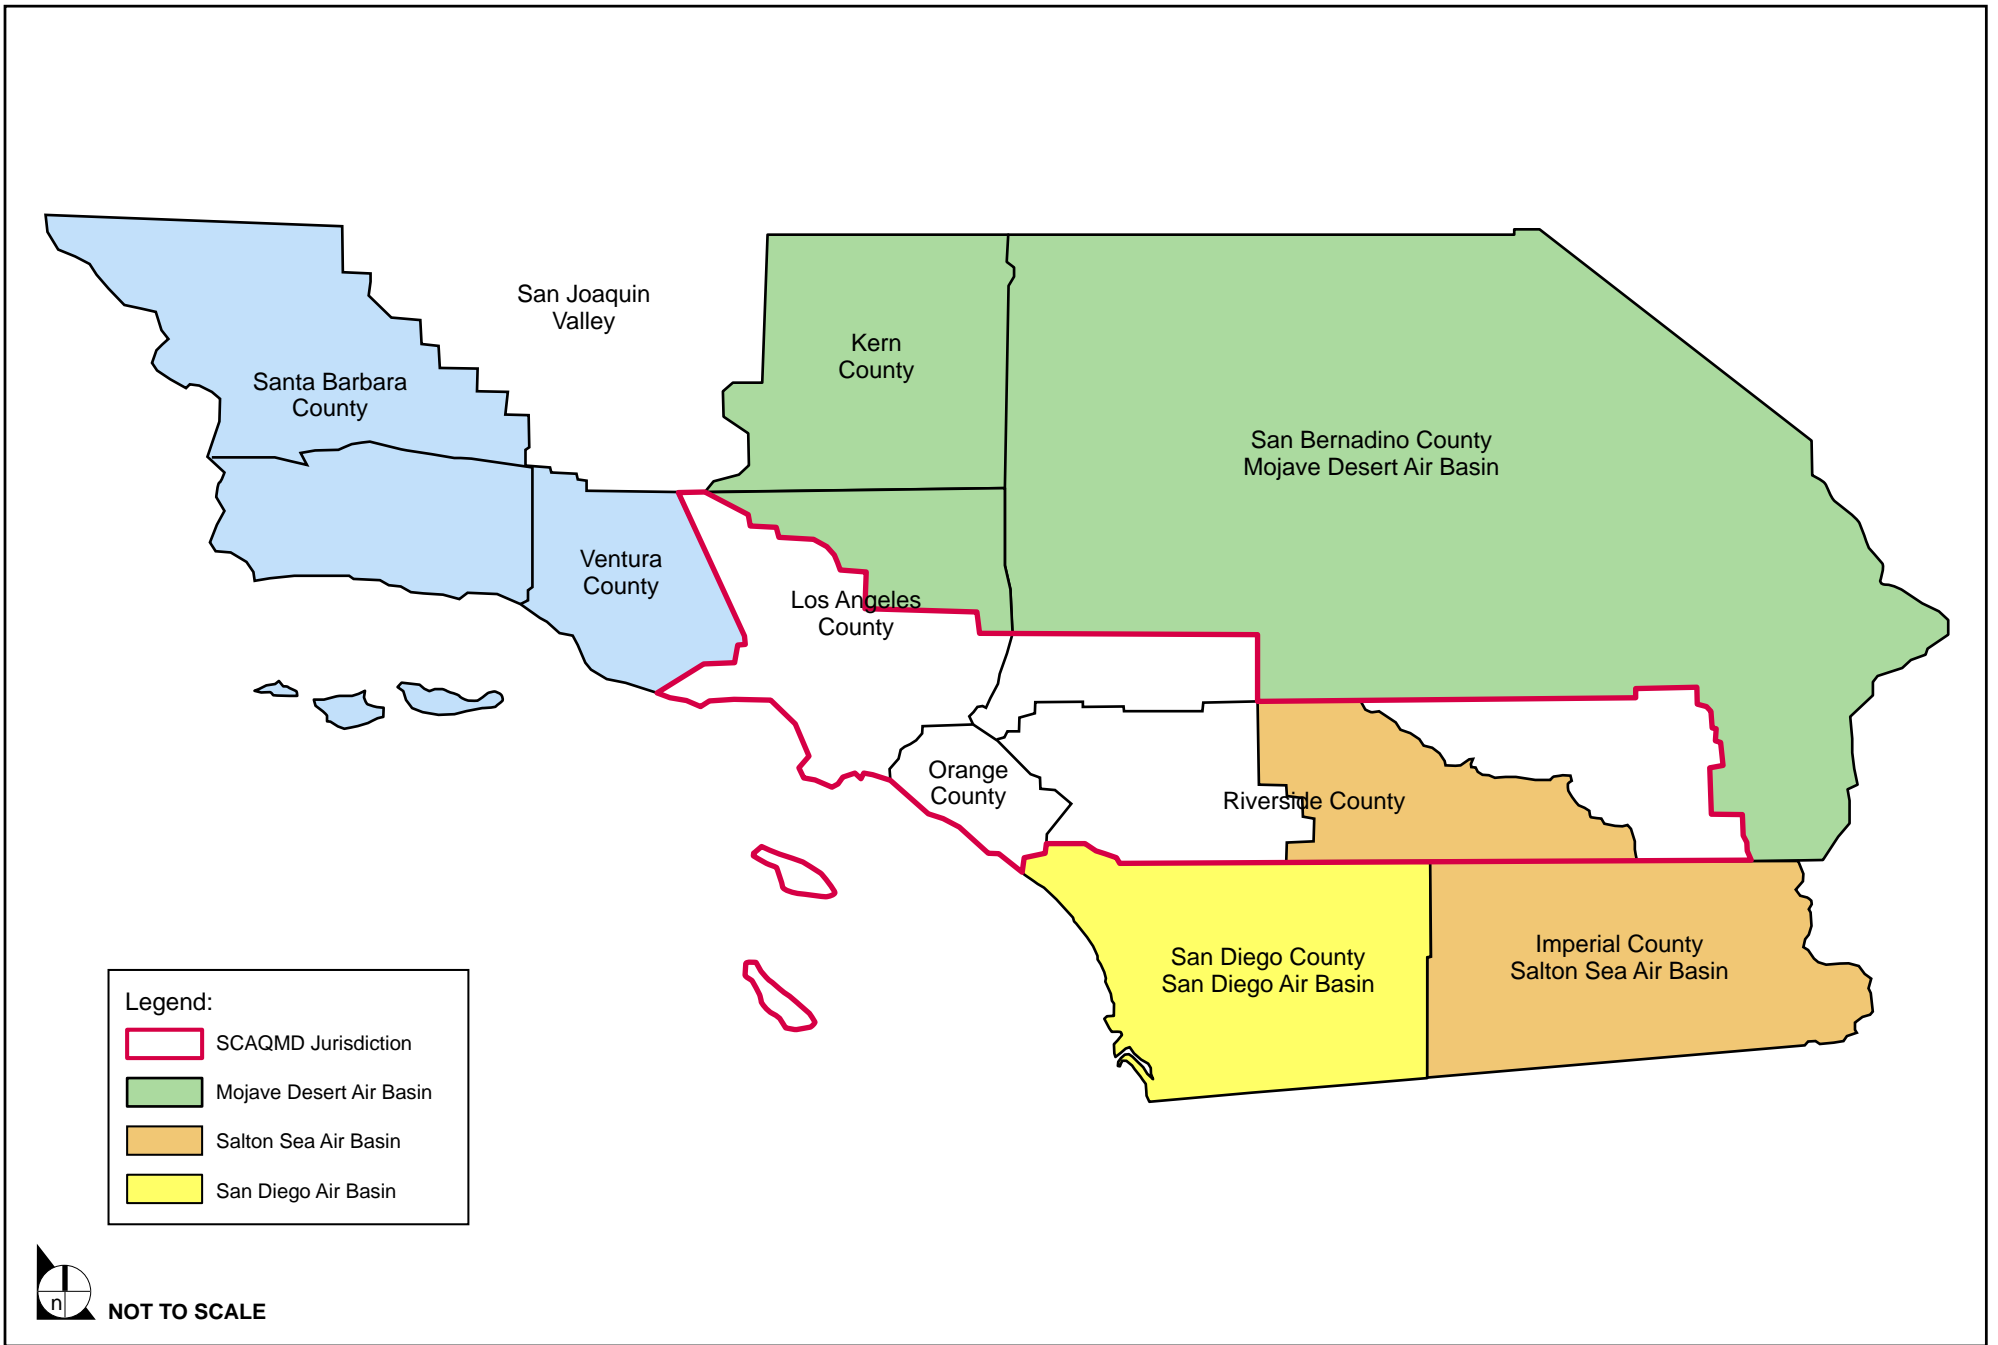 San Joaquin
Valley
Kern
County
Santa Barbara
County
San Bernadino County
Mojave Desert Air Basin
Ventura
County
Los Angeles
County
Orange
County
Riverside County
San Diego County
San Diego Air Basin
Imperial County
Salton Sea Air Basin
Legend:
SCAQMD Jurisdiction
Mojave Desert Air Basin
Salton Sea Air Basin
San Diego Air Basin
n
NOT TO SCALE